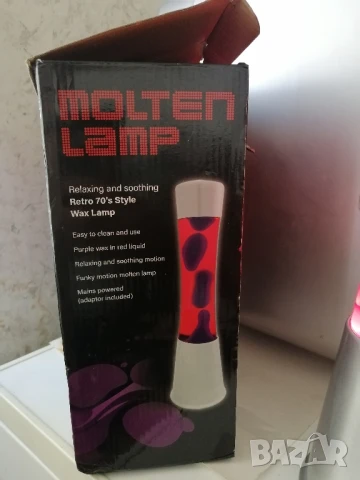 MOLTEN
LAMP
Relaxing and soothing
Retro 70's Style
Wax Lamp
Easy to clean and use
Purple wax in red liquid
Relaxing and soothing motion
Funky motion molten lamp
Mains powered
(adaptor included)
BAZAR
bg